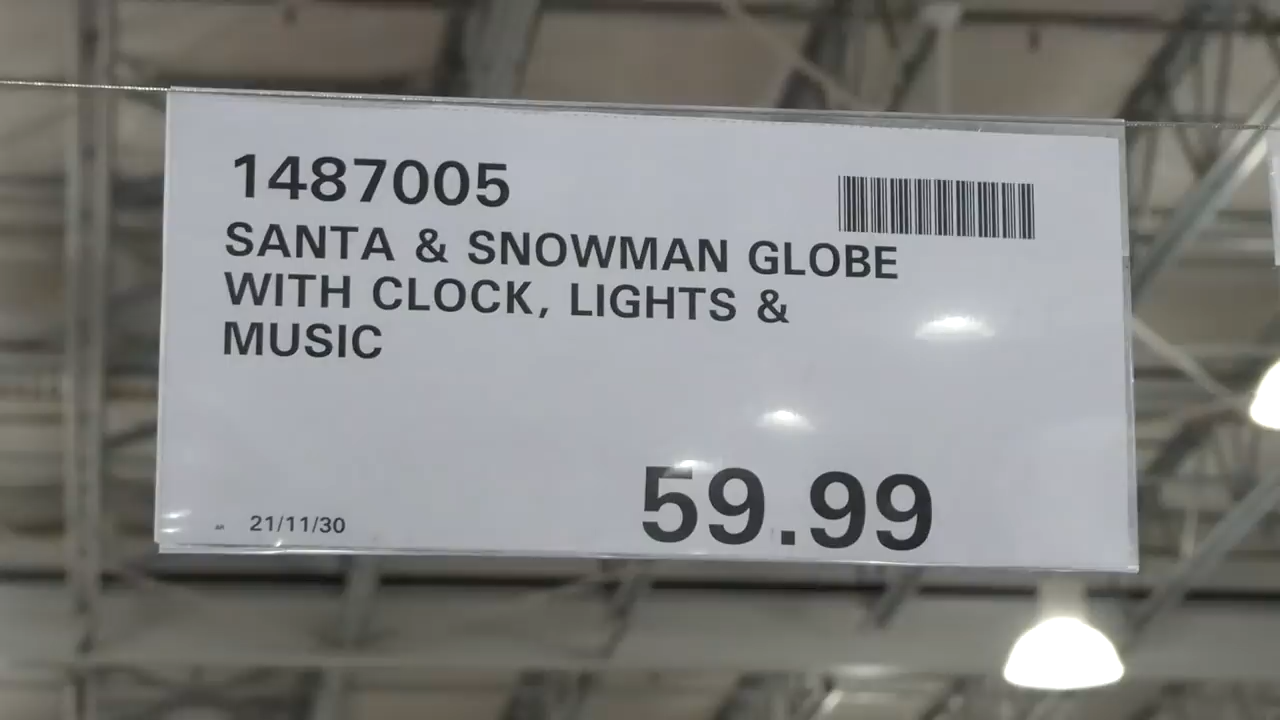 1487005
SANTA & SNOWMAN GLOBE
WITH CLOCK, LIGHTS &
MUSIC
59.99
21/11/30